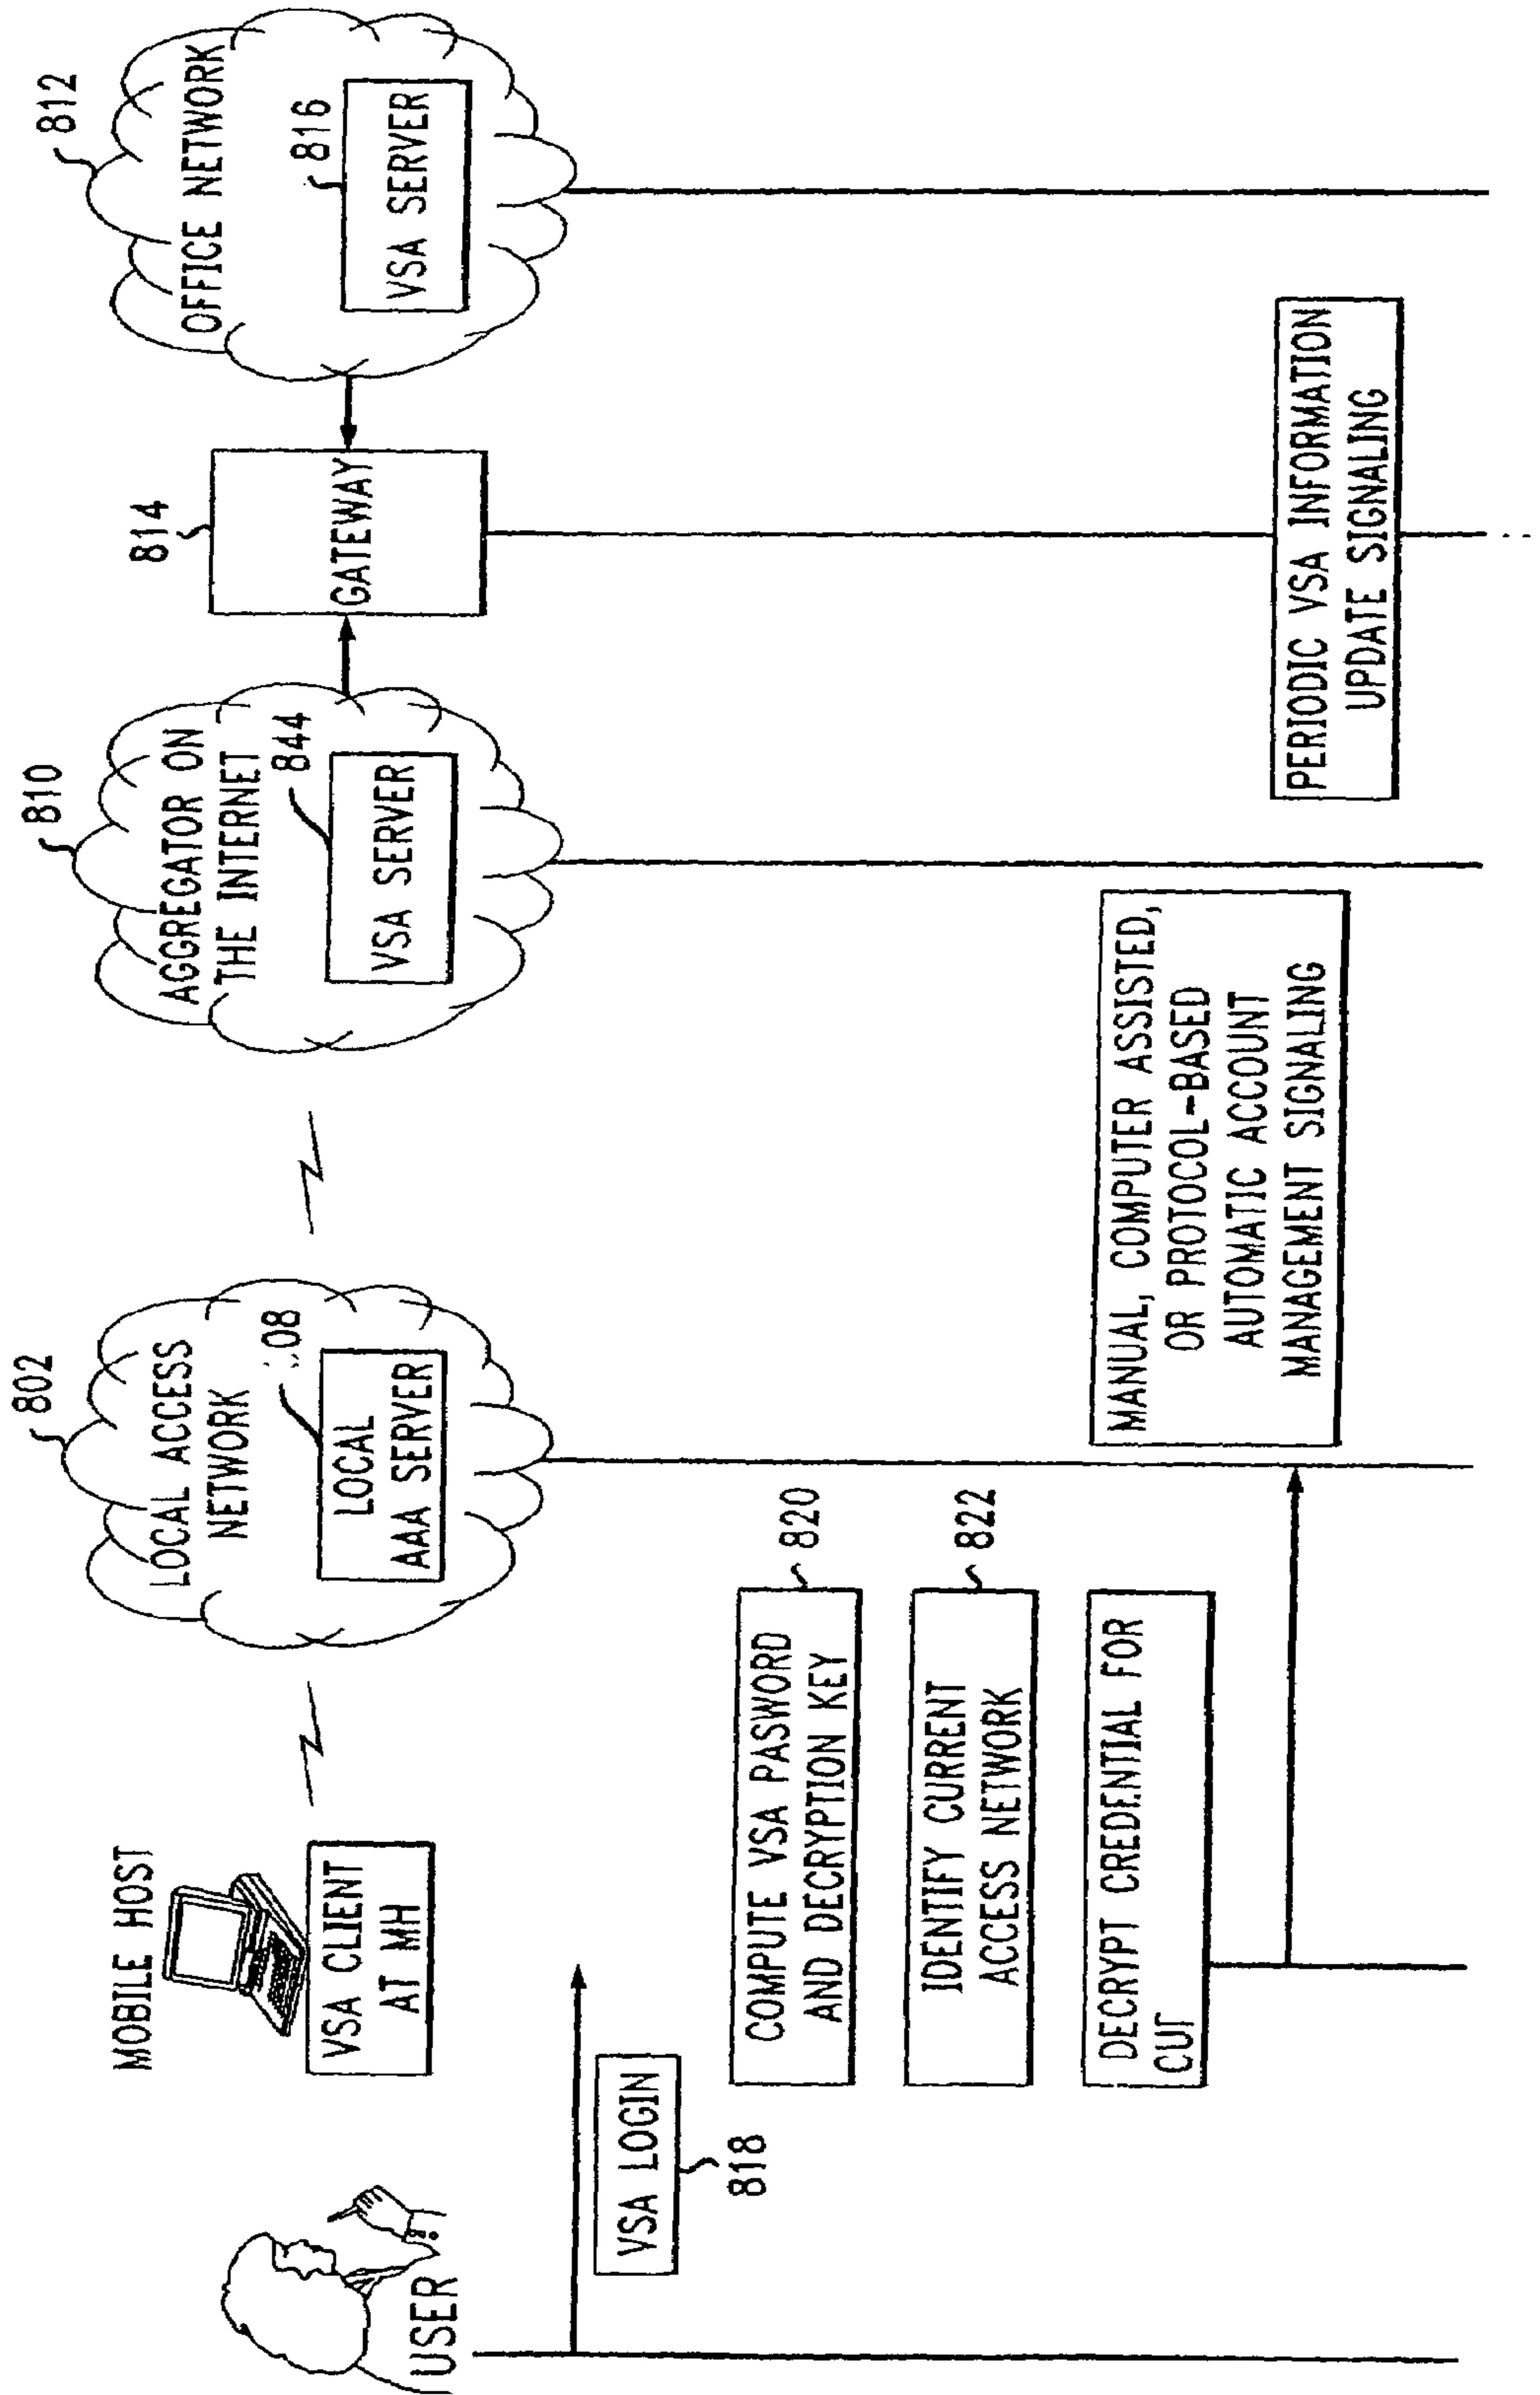 812
OFFICE NETWORK
816
VSA SERVER
814
GATEWAY
810
AGGREGATOR ON
THE INTERNET
844
VSA SERVER
802
LOCAL ACCESS
NETWORK
08
LOCAL
AAA SERVER
MOBILE HOST
VSA CLIENT
AT MH
USER
VSA LOGIN
818
COMPUTE VSA PASWORD
AND DECRYPTION KEY
820
IDENTIFY CURRENT
ACCESS NETWORK
822
DECRYPT CREDENTIAL FOR
CUT
MANUAL, COMPUTER ASSISTED,
OR PROTOCOL-BASED
AUTOMATIC ACCOUNT
MANAGEMENT SIGNALING
PERIODIC VSA INFORMATION
UPDATE SIGNALING